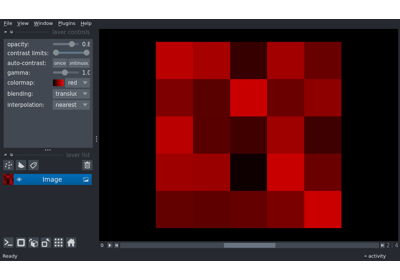 File View Window Plugins Help
layer controls
opacity: 0.8
contrast limits:
auto-contrast: once
gamma:
colormap: red
blending:
interpolation: nearest
layer list
Image
Ready activity